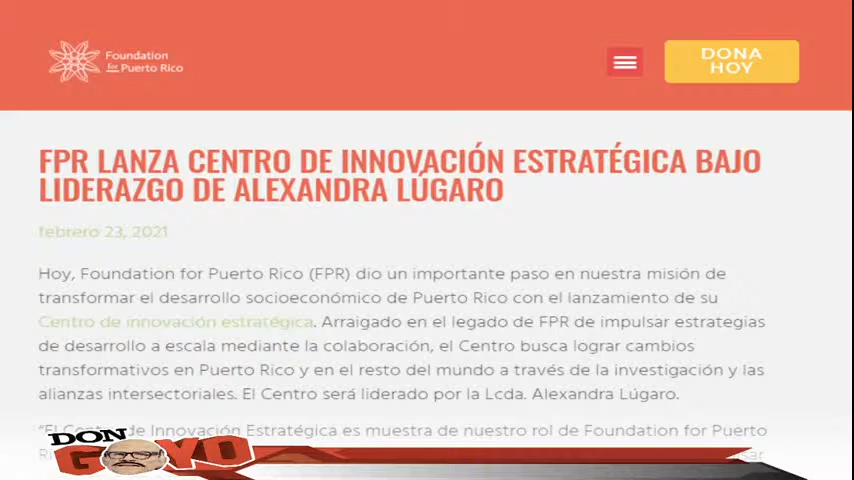 Foundation
for Puerto Rico
DONA
HOY
FPR LANZA CENTRO DE INNOVACIÓN ESTRATÉGICA BAJO
LIDERAZGO DE ALEXANDRA LÚGARO
febrero 23, 2021
Hoy, Foundation for Puerto Rico (FPR) dio un importante paso en nuestra misión de
transformar el desarrollo socioeconómico de Puerto Rico con el lanzamiento de su
Centro de innovación estratégica. Arraigado en el legado de FPR de impulsar estrategias
de desarrollo a escala mediante la colaboración, el Centro busca lograr cambios
transformativos en Puerto Rico y en el resto del mundo a través de la investigación y las
alianzas intersectoriales. El Centro será liderado por la Lcda. Alexandra Lúgaro.
“El Centro de Innovación Estratégica es muestra de nuestro rol de Foundation for Puerto
DON
GOYO